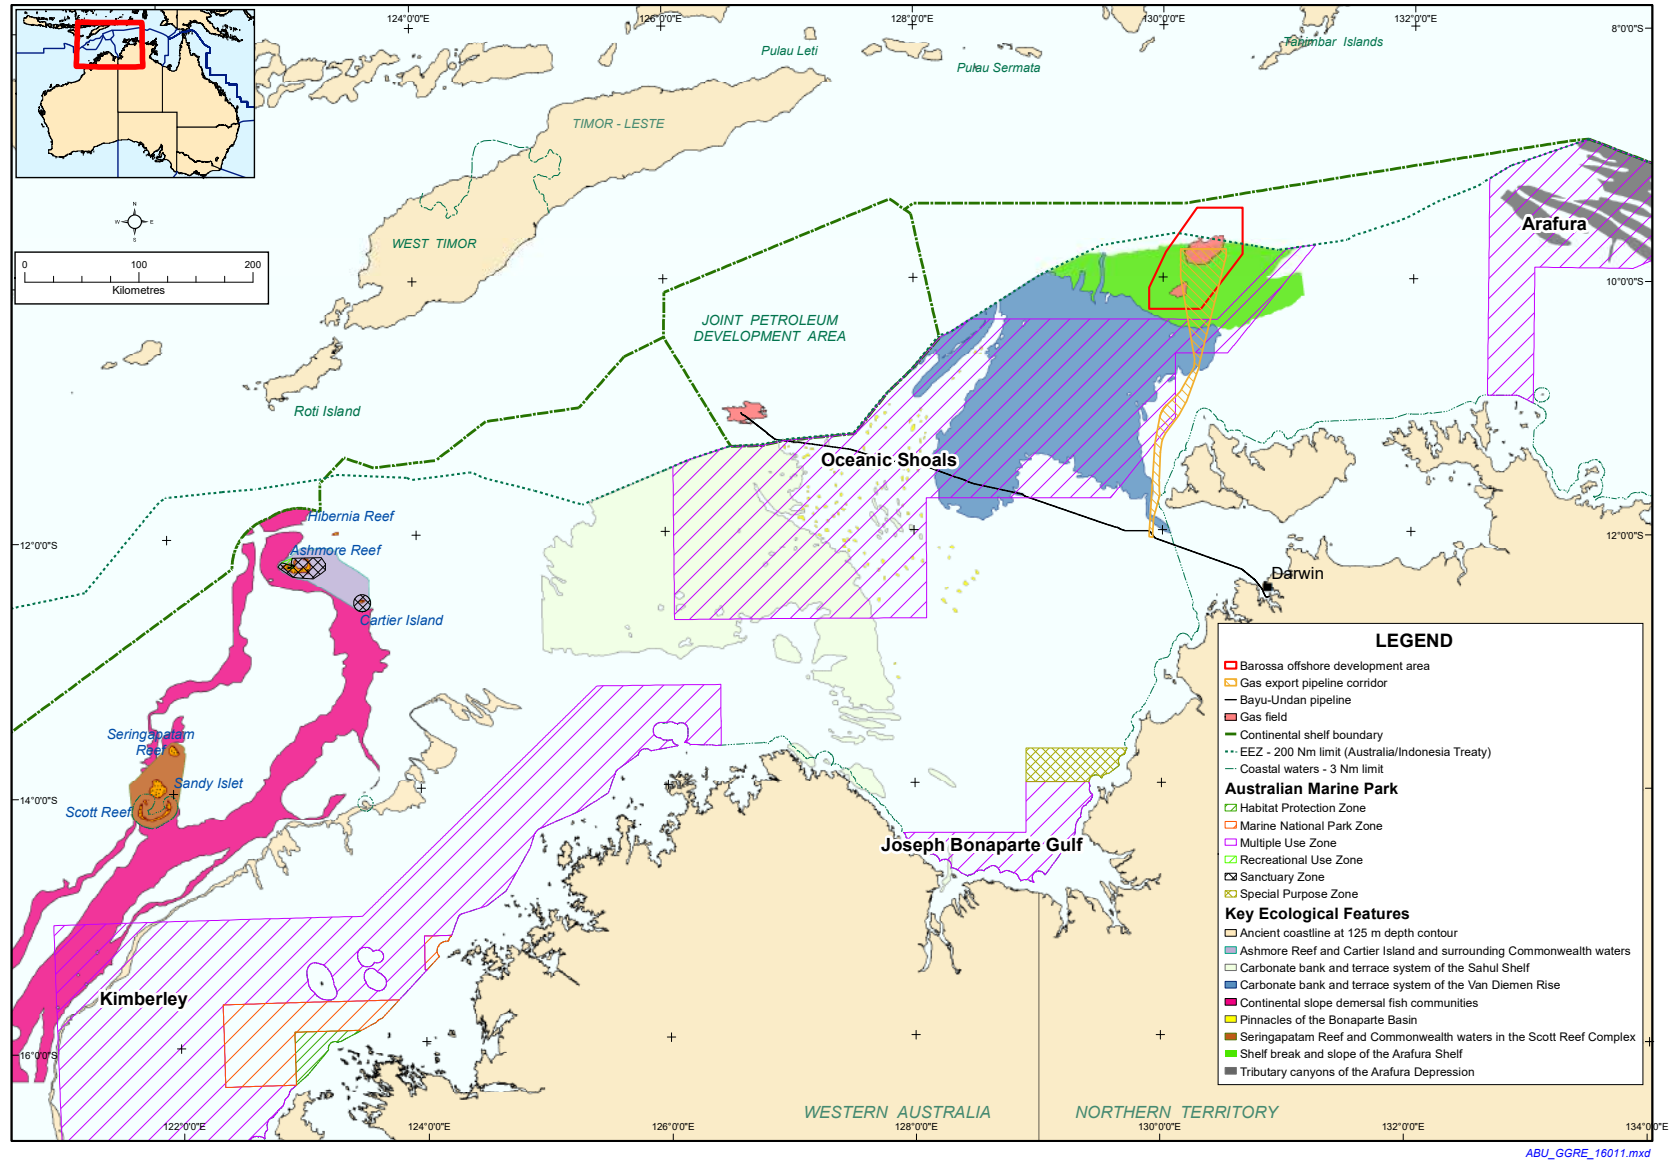 124°0'0"E
126°0'0"E
128°0'0"E
130°0'0"E
132°0'0"E
8°0'0"S
Pulau Leti
Pulau Sermata
Tanimbar Islands
TIMOR - LESTE
N
W
E
S
WEST TIMOR
Arafura
0
100
200
Kilometres
10°0'0"S
JOINT PETROLEUM
DEVELOPMENT AREA
Roti Island
Oceanic Shoals
Hibernia Reef
12°0'0"S
Ashmore Reef
12°0'0"S
Darwin
Cartier Island
Seringapatam
Reef
Sandy Islet
14°0'0"S
Scott Reef
Joseph Bonaparte Gulf
Kimberley
16°0'0"S
WESTERN AUSTRALIA
NORTHERN TERRITORY
122°0'0"E
124°0'0"E
126°0'0"E
128°0'0"E
130°0'0"E
132°0'0"E
134°0'0"E
LEGEND
Barossa offshore development area
Gas export pipeline corridor
Bayu-Undan pipeline
Gas field
Continental shelf boundary
EEZ - 200 Nm limit (Australia/Indonesia Treaty)
Coastal waters - 3 Nm limit
Australian Marine Park
Habitat Protection Zone
Marine National Park Zone
Multiple Use Zone
Recreational Use Zone
Sanctuary Zone
Special Purpose Zone
Key Ecological Features
Ancient coastline at 125 m depth contour
Ashmore Reef and Cartier Island and surrounding Commonwealth waters
Carbonate bank and terrace system of the Sahul Shelf
Carbonate bank and terrace system of the Van Diemen Rise
Continental slope demersal fish communities
Pinnacles of the Bonaparte Basin
Seringapatam Reef and Commonwealth waters in the Scott Reef Complex
Shelf break and slope of the Arafura Shelf
Tributary canyons of the Arafura Depression
ABU_GGRE_16011.mxd